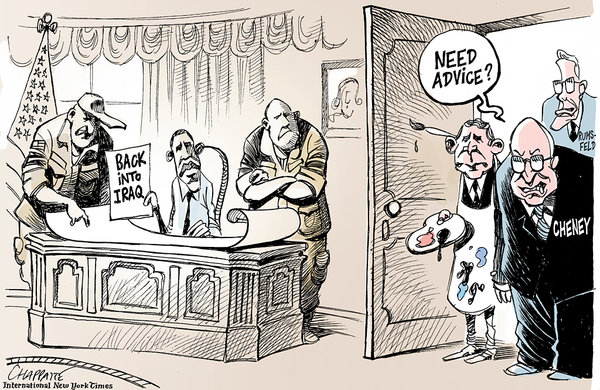 NEED
ADVICE?
BACK
INTO
IRAQ
RUMS-
FELD
CHENEY
CHAPPATTE
International New York Times